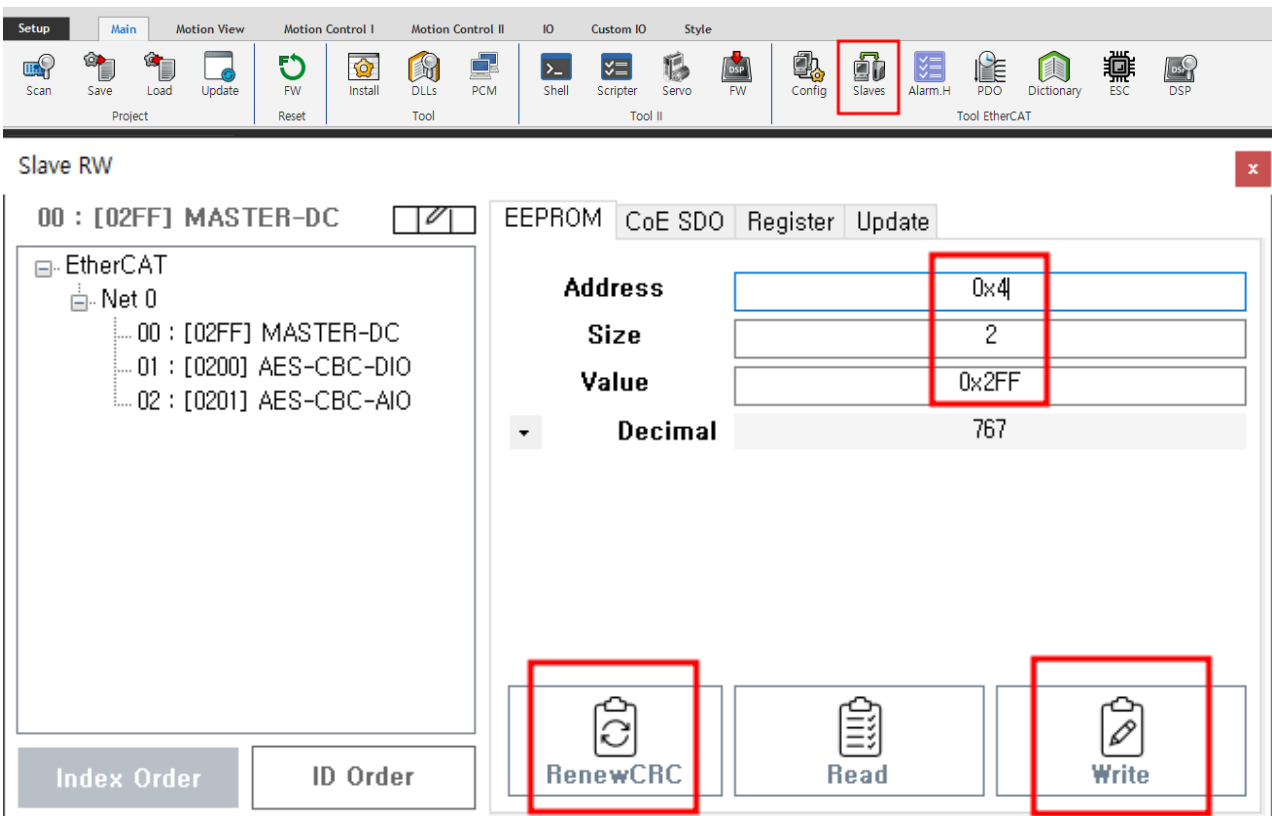 Setup Main Motion View Motion Control I Motion Control II IO Custom IO Style
Scan Save Load Update FW Install DLLs PCM Shell Scripter Servo DSP FW Config Slaves Alarm.H PDO Dictionary ESC DSP DSP
Project Reset Tool Tool II Tool EtherCAT
Slave RW x
00 : [02FF] MASTER-DC
EEPROM CoE SDO Register Update
EtherCAT
Net 0
00 : [02FF] MASTER-DC
01 : [0200] AES-CBC-DIO
02 : [0201] AES-CBC-AIO
Address 0x4
Size 2
Value 0x2FF
Decimal 767
Index Order ID Order
RenewCRC Read Write